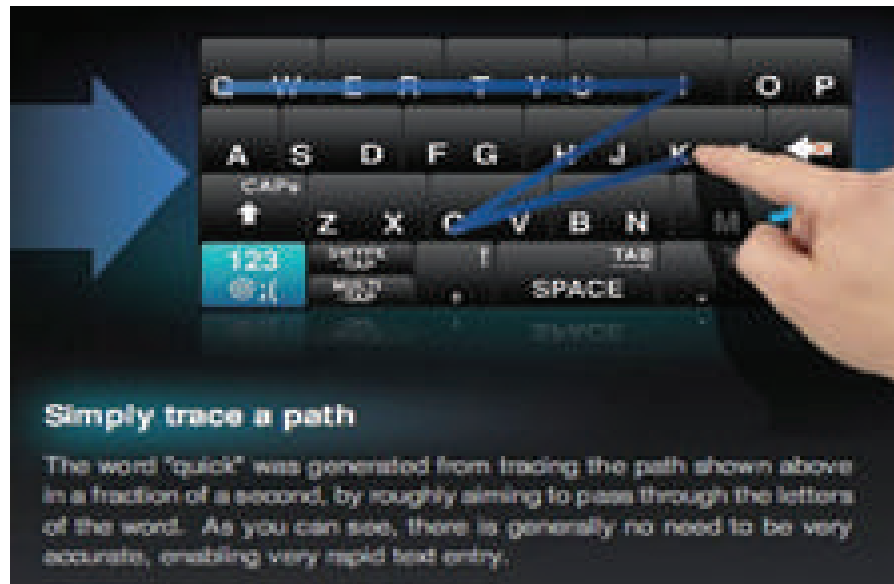 Q W E R T Y U I O P
A S D F G H J K
CAPs
Z X C V B N M
123 ! TAB
@;( , SPACE .
Simply trace a path
The word "quick" was generated from tracing the path shown above
in a fraction of a second, by roughly aiming to pass through the letters
of the word. As you can see, there is generally no need to be very
accurate, enabling very rapid text entry.